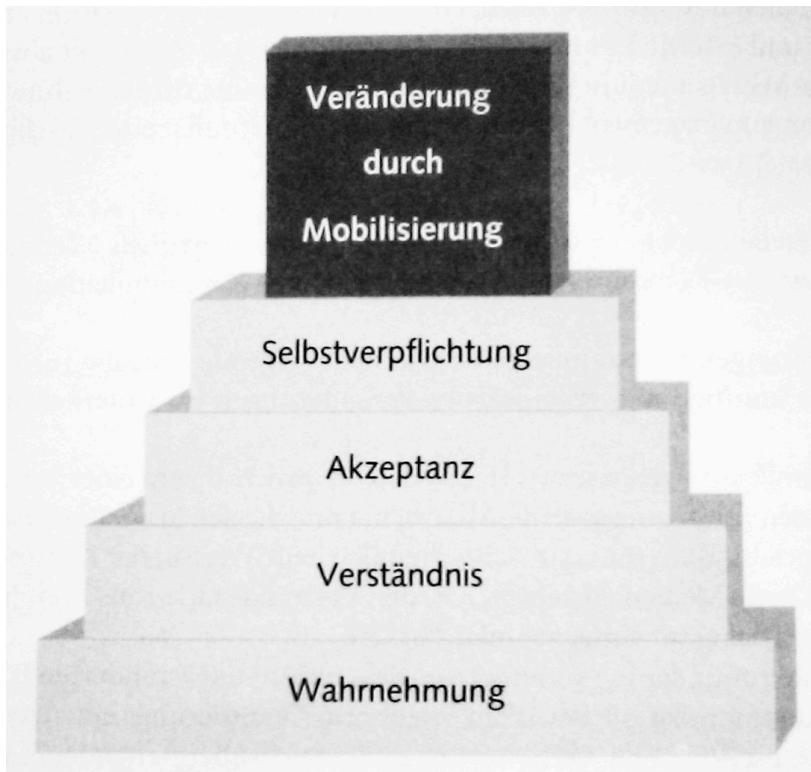 Veränderung
durch
Mobilisierung
Selbstverpflichtung
Akzeptanz
Verständnis
Wahrnehmung